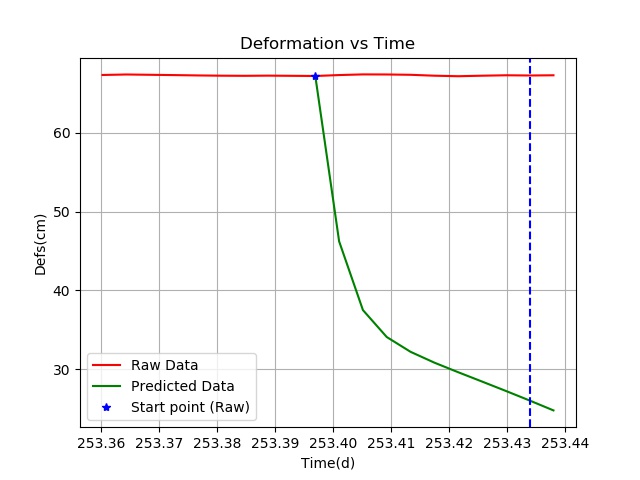 Deformation vs Time
Defs(cm)
60
50
40
30
Raw Data
Predicted Data
Start point (Raw)
253.36 253.37 253.38 253.39 253.40 253.41 253.42 253.43 253.44
Time(d)